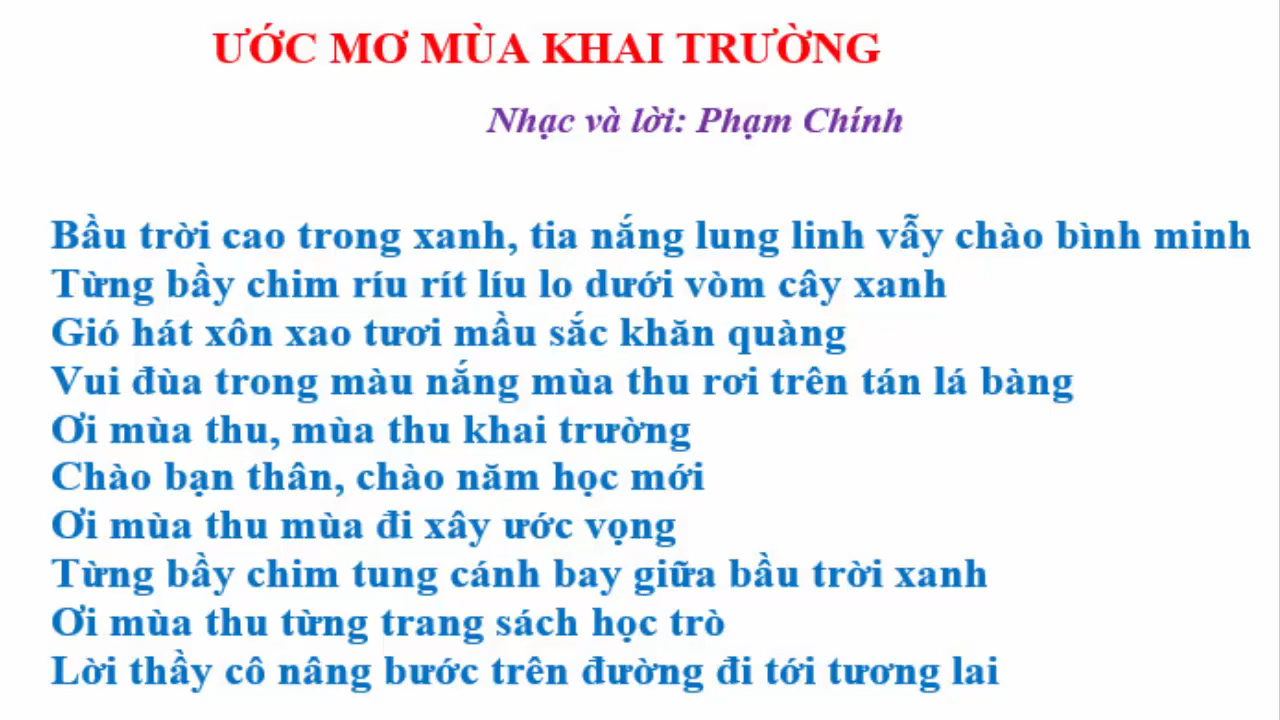 ƯỚC MƠ MÙA KHAI TRƯỜNG
Nhạc và lời: Phạm Chính
Bầu trời cao trong xanh, tia nắng lung linh vẫy chào bình minh
Từng bầy chim ríu rít líu lo dưới vòm cây xanh
Gió hát xôn xao tươi mầu sắc khăn quàng
Vui đùa trong màu nắng mùa thu rơi trên tán lá bàng
Ơi mùa thu, mùa thu khai trường
Chào bạn thân, chào năm học mới
Ơi mùa thu mùa đi xây ước vọng
Từng bầy chim tung cánh bay giữa bầu trời xanh
Ơi mùa thu từng trang sách học trò
Lời thầy cô nâng bước trên đường đi tới tương lai